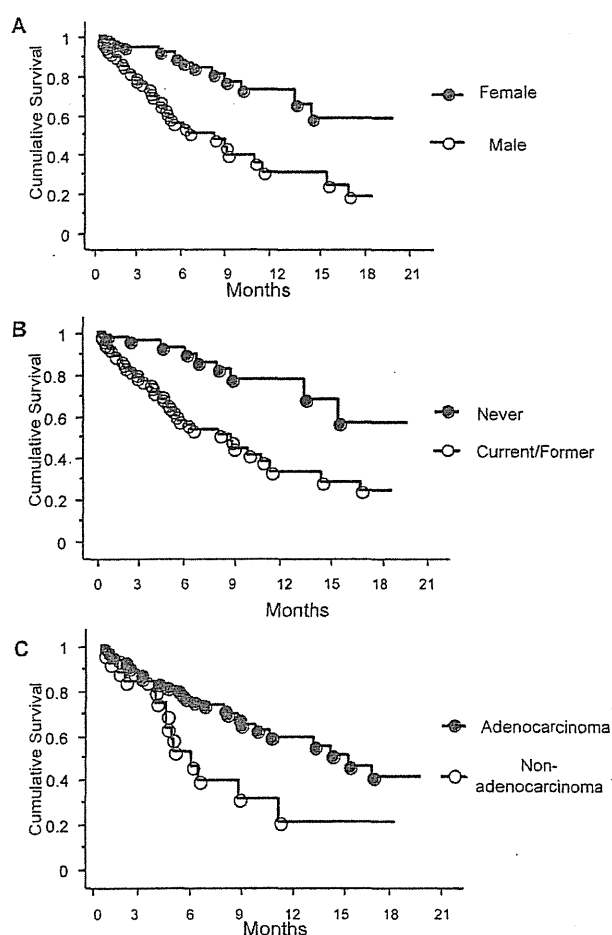 A
Cumulative Survival
1
0.8
0.6
0.4
0.2
0
0 3 6 9 12 15 18 21
Months
Female
Male
B
Cumulative Survival
1
0.8
0.6
0.4
0.2
0
0 3 6 9 12 15 18 21
Months
Never
Current/Former
C
Cumulative Survival
1
0.8
0.6
0.4
0.2
0
0 3 6 9 12 15 18 21
Months
Adenocarcinoma
Non-
adenocarcinoma